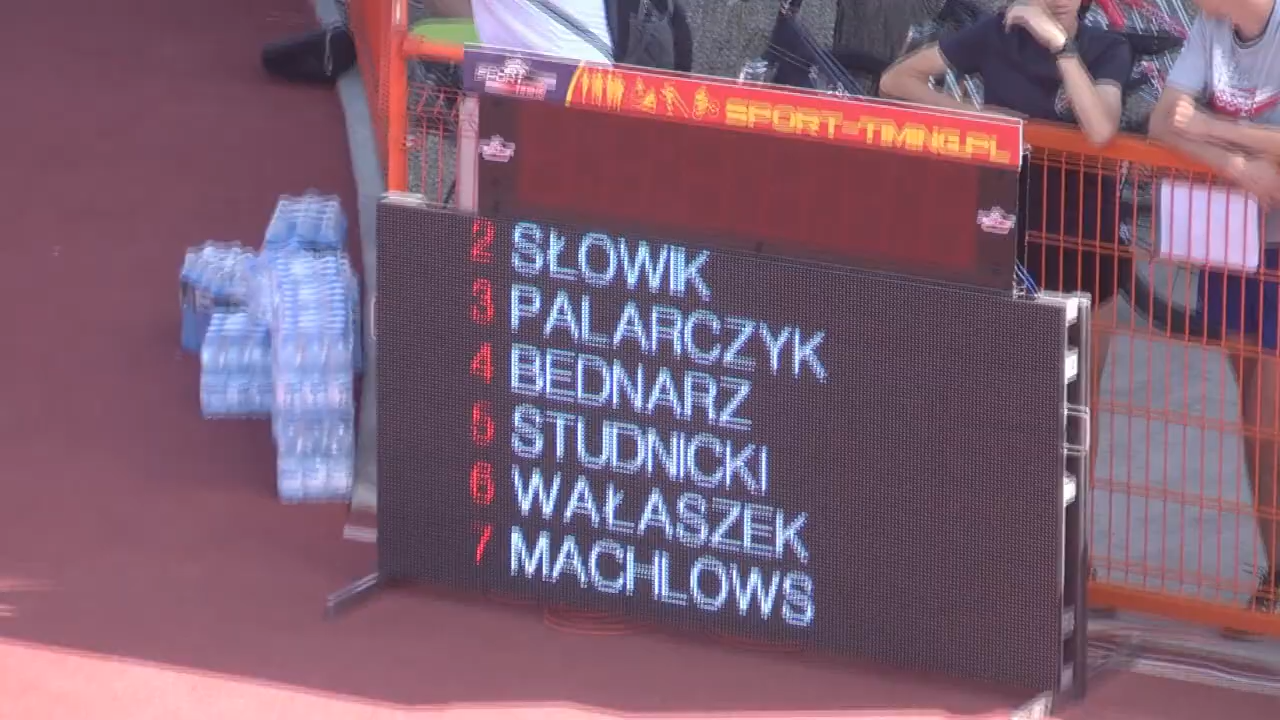 SPORT-TIMING.PL
2 SŁOWIK
3 PALARCZYK
4 BEDNARZ
5 STUDNICKI
6 WAŁASZEK
7 MACHLOWS